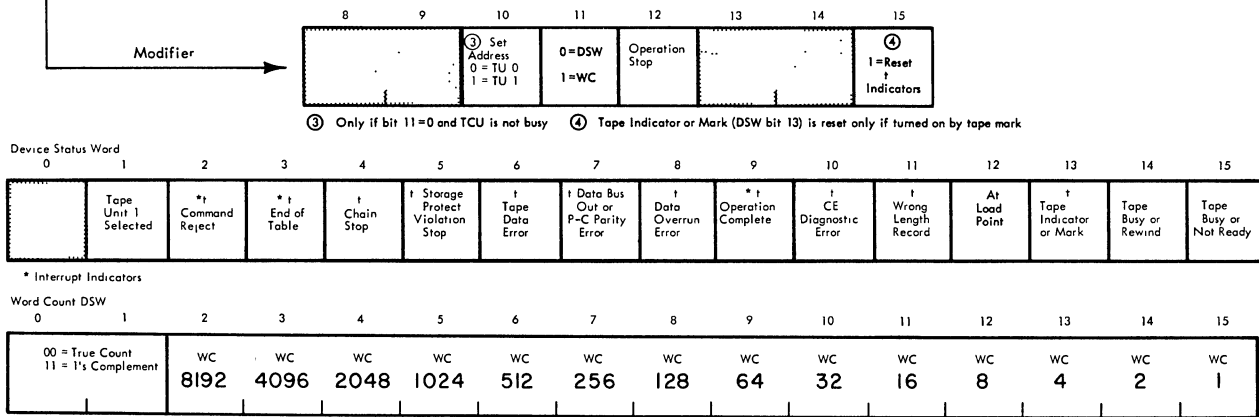 8 9 10 11 12 13 14 15
Modifier
③ Set Address 0 = TU 0 1 = TU 1
0 = DSW 1 = WC
Operation Stop
④ 1 = Reset t Indicators
③ Only if bit 11=0 and TCU is not busy ④ Tape Indicator or Mark (DSW bit 13) is reset only if turned on by tape mark
Device Status Word
0 1 2 3 4 5 6 7 8 9 10 11 12 13 14 15
Tape Unit 1 Selected
*t Command Reject
*t End of Table
t Chain Stop
t Storage Protect Violation Stop
t Tape Data Error
t Data Bus Out or P-C Parity Error
t Data Overrun Error
*t Operation Complete
t CE Diagnostic Error
t Wrong Length Record
At Load Point
t Tape Indicator or Mark
Tape Busy or Rewind
Tape Busy or Not Ready
* Interrupt Indicators
Word Count DSW
0 1 2 3 4 5 6 7 8 9 10 11 12 13 14 15
00 = True Count
11 = 1's Complement
WC WC WC WC WC WC WC WC WC WC WC WC WC WC
8192 4096 2048 1024 512 256 128 64 32 16 8 4 2 1